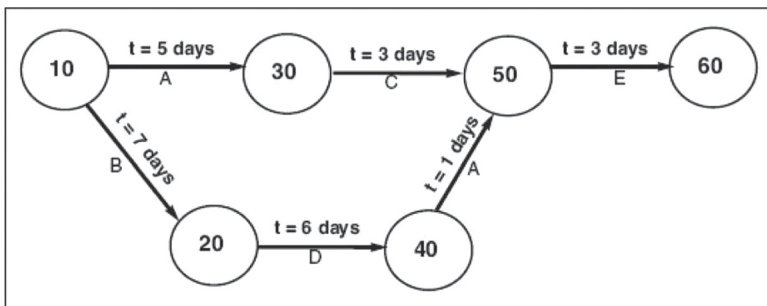 t = 5 days
t = 3 days
t = 3 days
10
30
50
60
A
C
E
t = 7 days
t = 1 days
B
A
20
t = 6 days
40
D